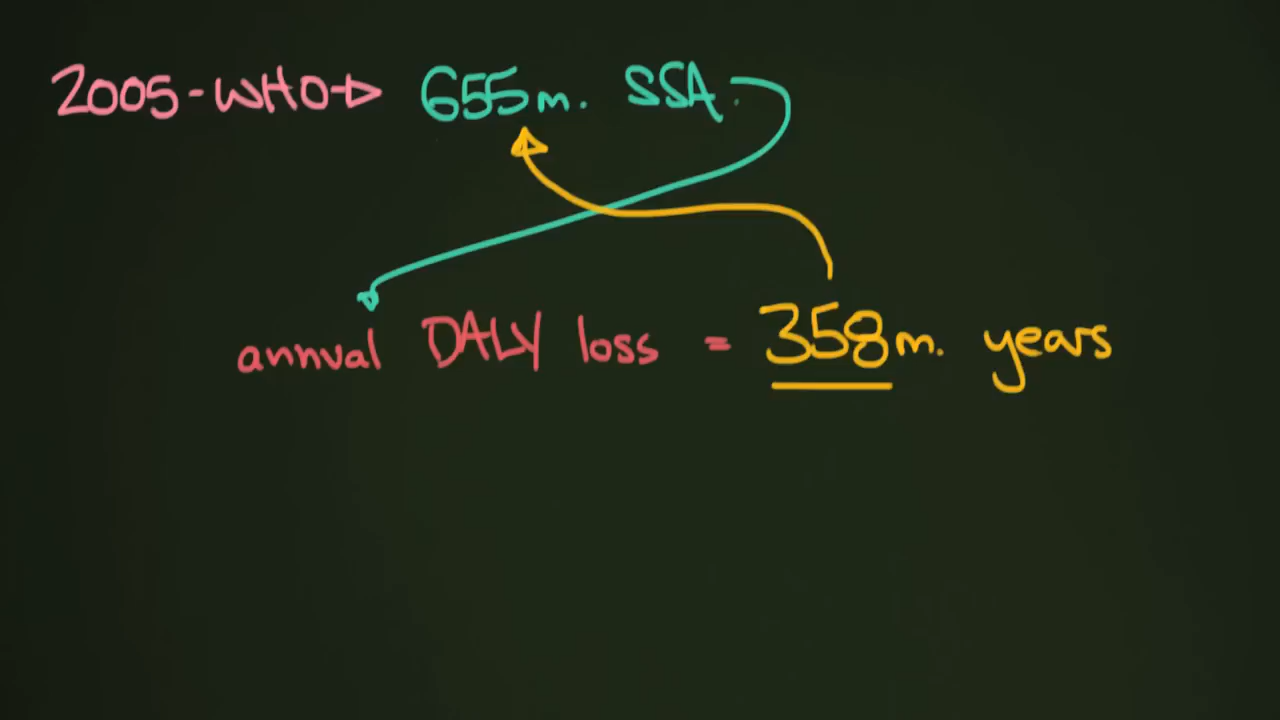 2005-WHO→ 655m. SSA.
annual DALY loss = 358m. years